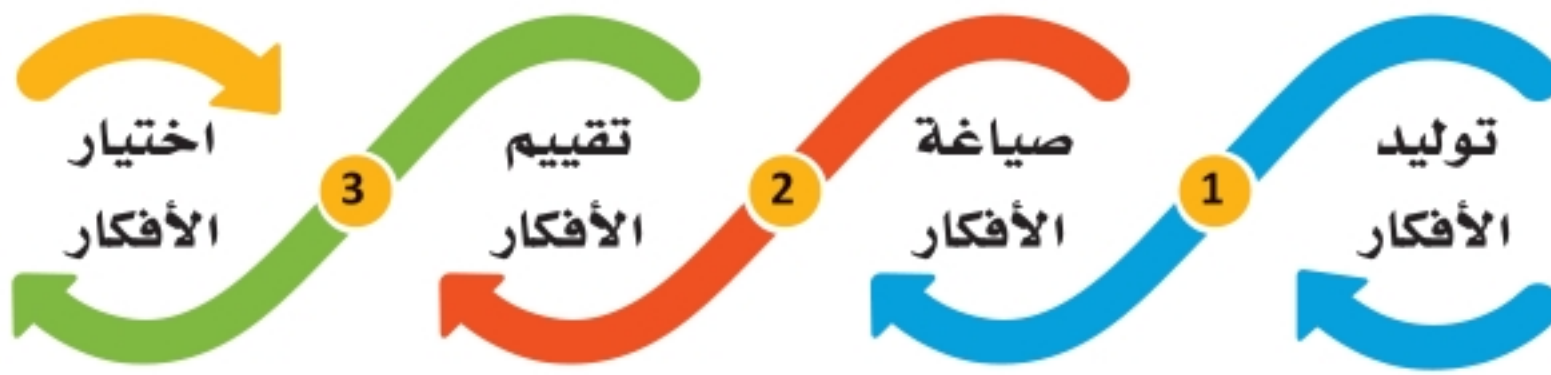 توليد
الأفكار
1
صياغة
الأفكار
2
تقييم
الأفكار
3
اختيار
الأفكار